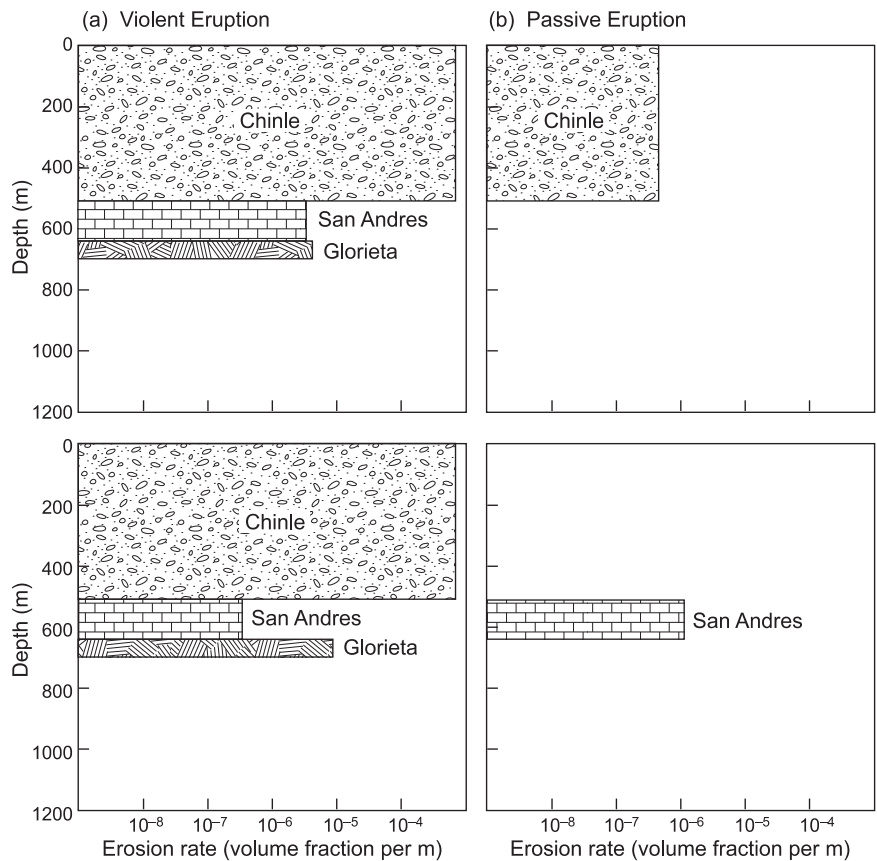 (a) Violent Eruption
(b) Passive Eruption
0
200
400
600
800
1000
1200
Depth (m)
Chinle
San Andres
Glorieta
Chinle
0
200
400
600
800
1000
1200
Depth (m)
Chinle
San Andres
Glorieta
San Andres
10⁻⁸ 10⁻⁷ 10⁻⁶ 10⁻⁵ 10⁻⁴
Erosion rate (volume fraction per m)
10⁻⁸ 10⁻⁷ 10⁻⁶ 10⁻⁵ 10⁻⁴
Erosion rate (volume fraction per m)